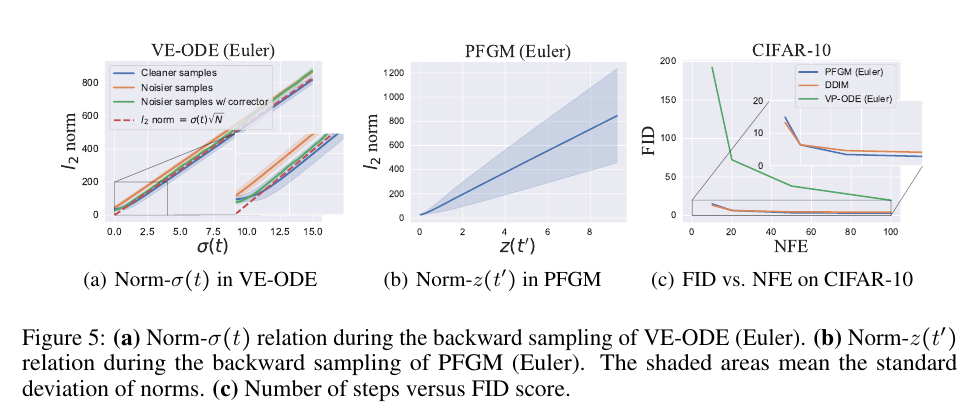 VE-ODE (Euler)
PFGM (Euler)
CIFAR-10
Cleaner samples
Noisier samples
Noisier samples w/ corrector
l₂ norm = σ(t)√N
l₂ norm
800
600
400
200
0
0.0 2.5 5.0 7.5 10.0 12.5 15.0
σ(t)
l₂ norm
1200
1000
800
600
400
200
0
0 2 4 6 8
z(t′)
PFGM (Euler)
DDIM
VP-ODE (Euler)
FID
200
150
100
50
0
20
10
0
0 20 40 60 80 100
NFE
(a) Norm-σ(t) in VE-ODE
(b) Norm-z(t′) in PFGM
(c) FID vs. NFE on CIFAR-10
Figure 5: (a) Norm-σ(t) relation during the backward sampling of VE-ODE (Euler). (b) Norm-z(t′)
relation during the backward sampling of PFGM (Euler). The shaded areas mean the standard
deviation of norms. (c) Number of steps versus FID score.